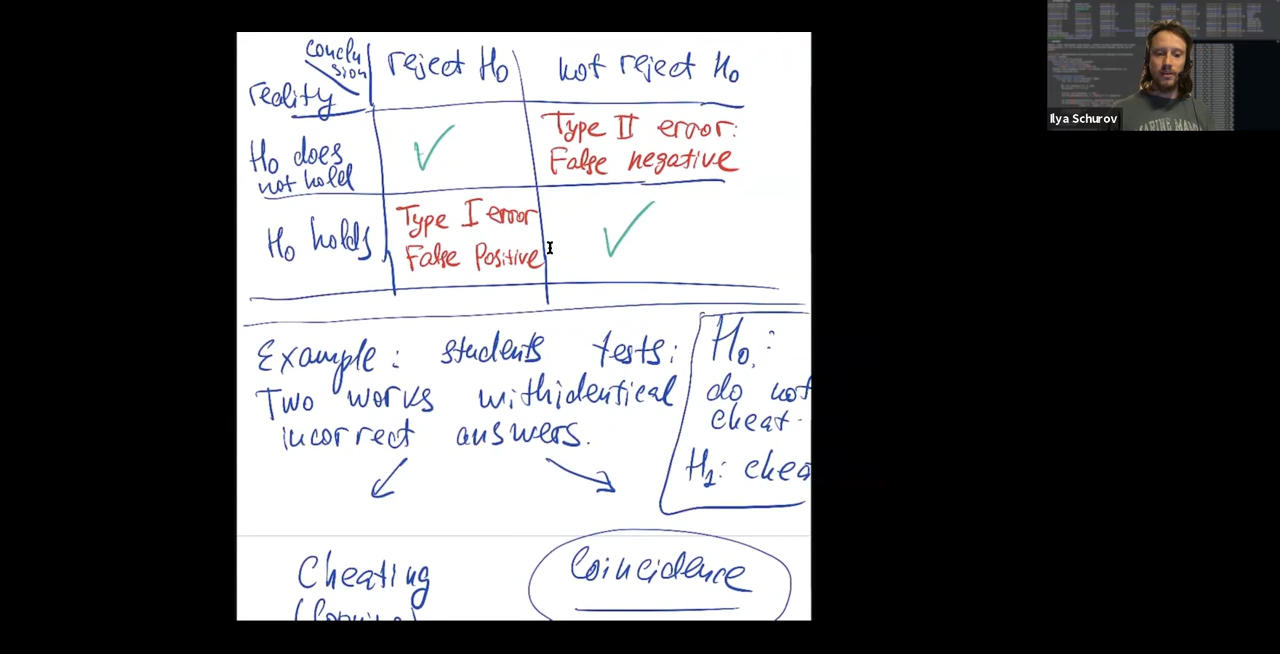 conclu
sion
reality
reject H₀
not reject H₀
H₀ does
not hold
Type II error:
False negative
H₀ holds
Type I error
False Positive
Example: students tests:
Two works with identical
incorrect answers.
H₀:
do not
cheat.
H₁: chea
Cheating
Coincidence
Ilya Schurov